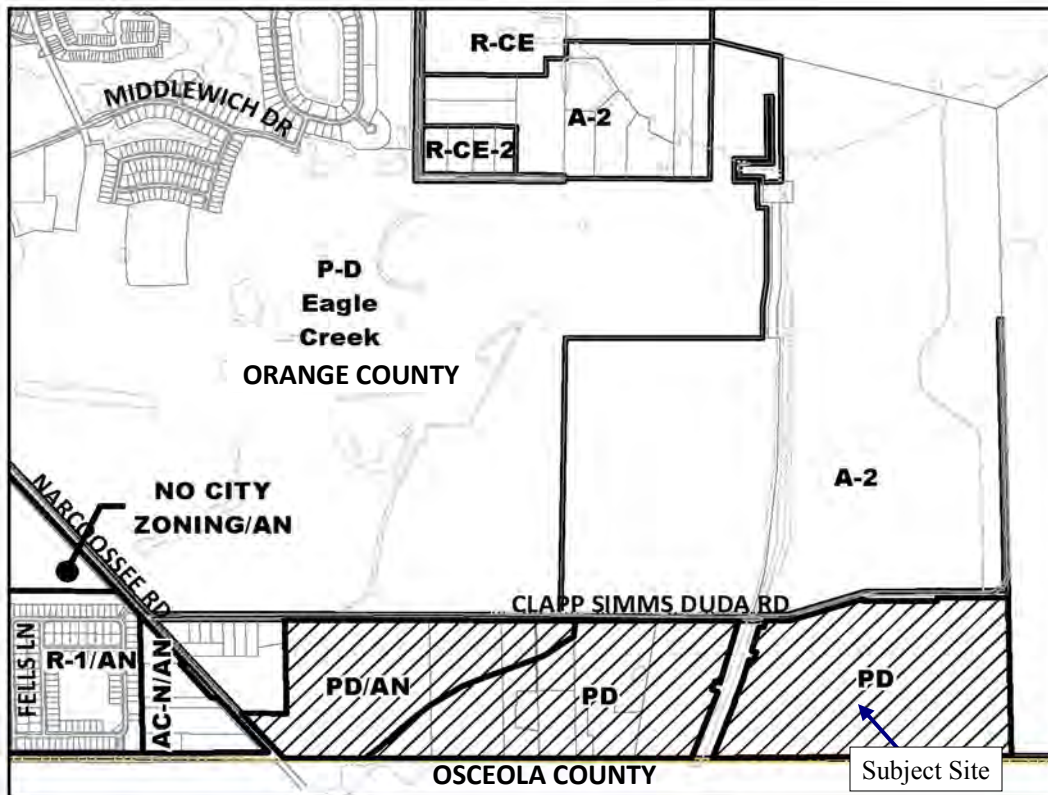 R-CE
MIDDLEWICH DR
A-2
R-CE-2
P-D
Eagle
Creek
ORANGE COUNTY
A-2
NO CITY
ZONING/AN
NARCOOSSEE RD
CLAPP SIMMS DUDA RD
FELLS LN
R-1/AN
AC-N/AN
PD/AN
PD
PD
OSCEOLA COUNTY
Subject Site